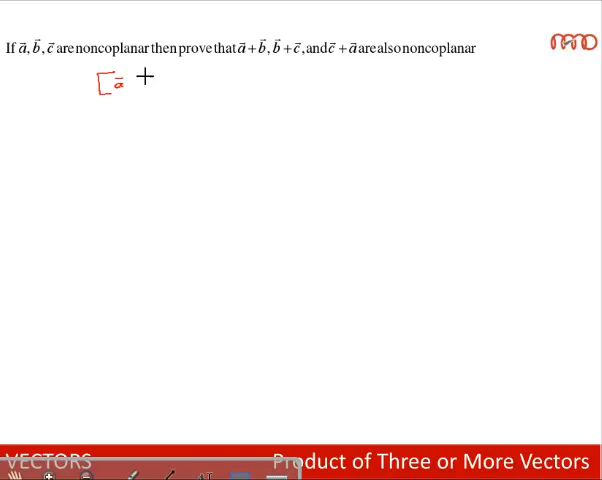 If a⃗, b⃗, c⃗ are noncoplanar then prove that a⃗ + b⃗, b⃗ + c⃗, and c⃗ + a⃗ are also noncoplanar
[a̅
VECTORS
Product of Three or More Vectors